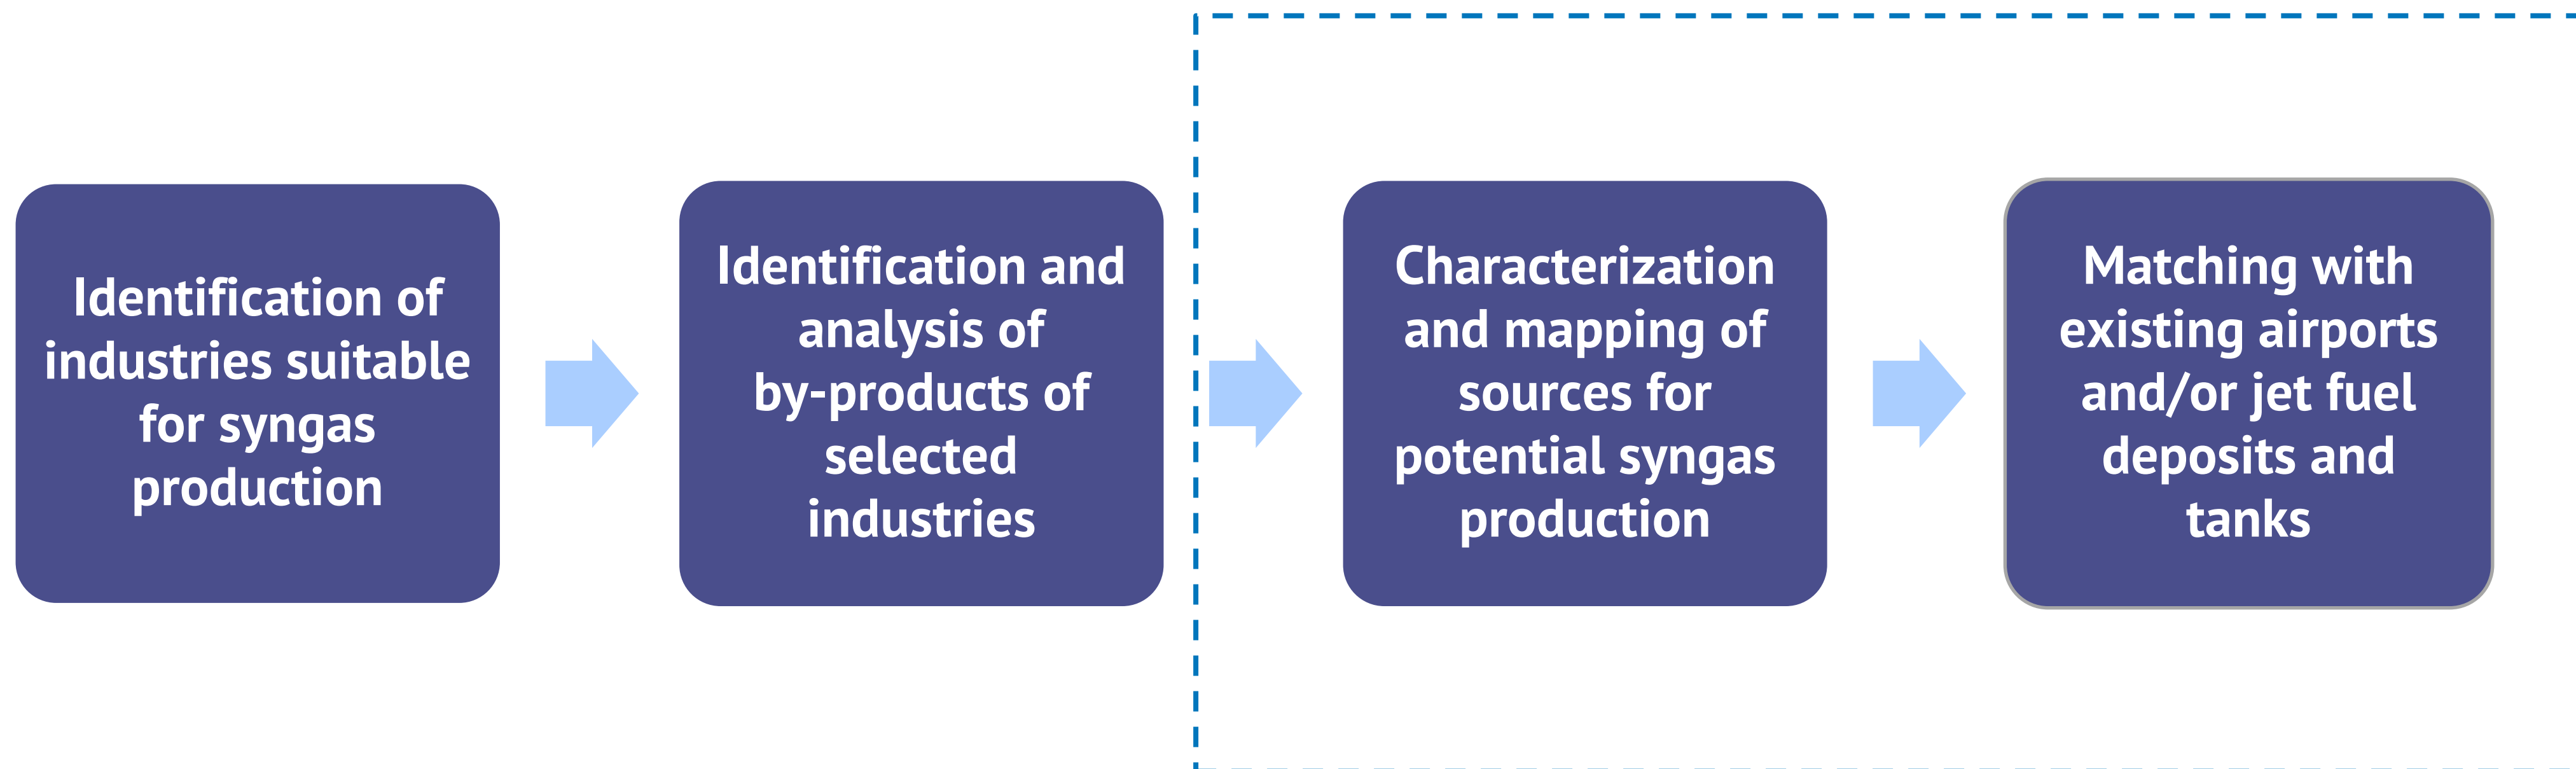 Identification of
industries suitable
for syngas
production
Identification and
analysis of
by-products of
selected
industries
Characterization
and mapping of
sources for
potential syngas
production
Matching with
existing airports
and/or jet fuel
deposits and
tanks